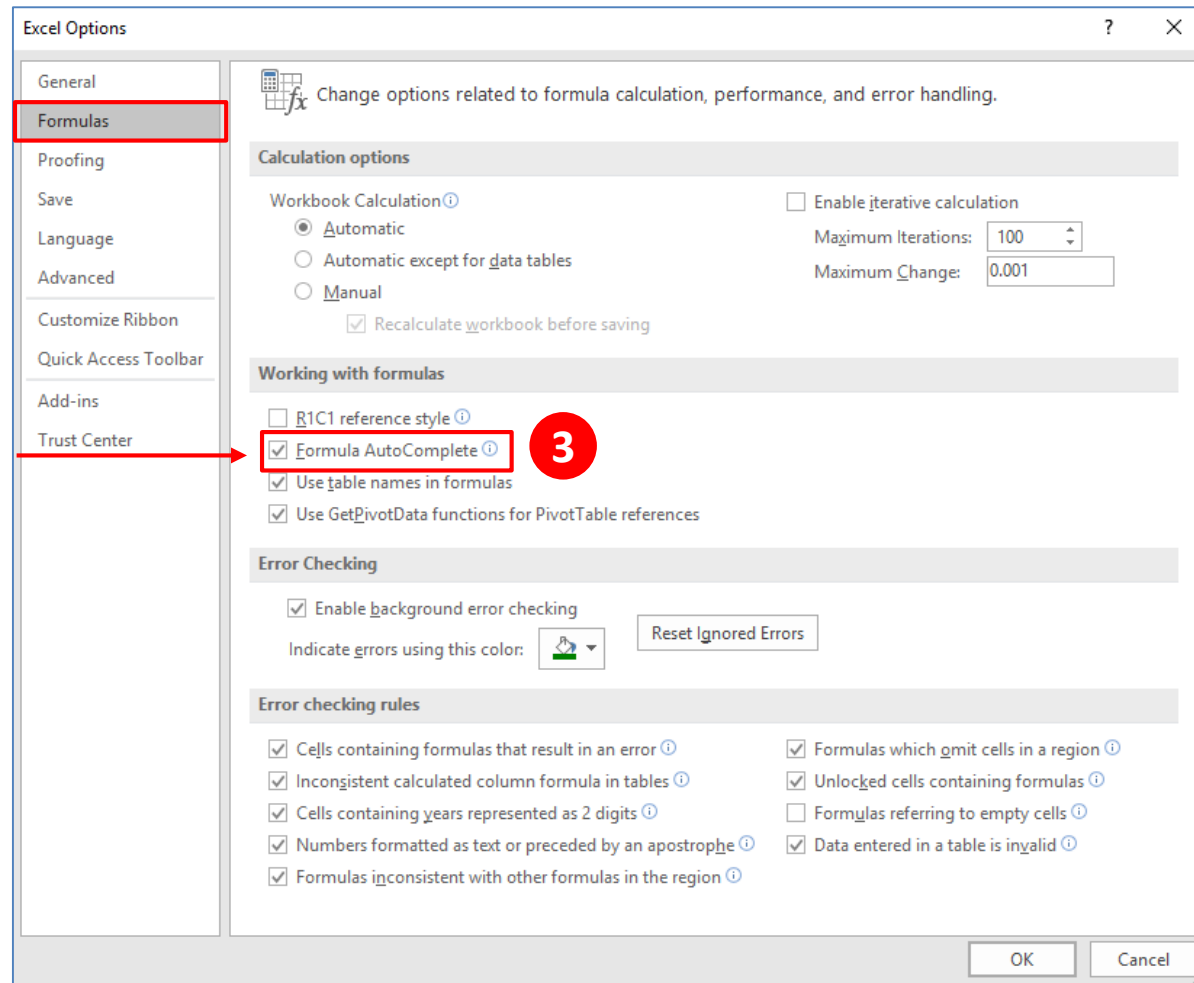 Excel Options
?
General
Formulas
Proofing
Save
Language
Advanced
Customize Ribbon
Quick Access Toolbar
Add-ins
Trust Center
fx Change options related to formula calculation, performance, and error handling.
Calculation options
Workbook Calculation
Automatic
Automatic except for data tables
Manual
Recalculate workbook before saving
Enable iterative calculation
Maximum Iterations: 100
Maximum Change: 0.001
Working with formulas
R1C1 reference style
Formula AutoComplete
3
Use table names in formulas
Use GetPivotData functions for PivotTable references
Error Checking
Enable background error checking
Indicate errors using this color:
Reset Ignored Errors
Error checking rules
Cells containing formulas that result in an error
Inconsistent calculated column formula in tables
Cells containing years represented as 2 digits
Numbers formatted as text or preceded by an apostrophe
Formulas inconsistent with other formulas in the region
Formulas which omit cells in a region
Unlocked cells containing formulas
Formulas referring to empty cells
Data entered in a table is invalid
OK
Cancel